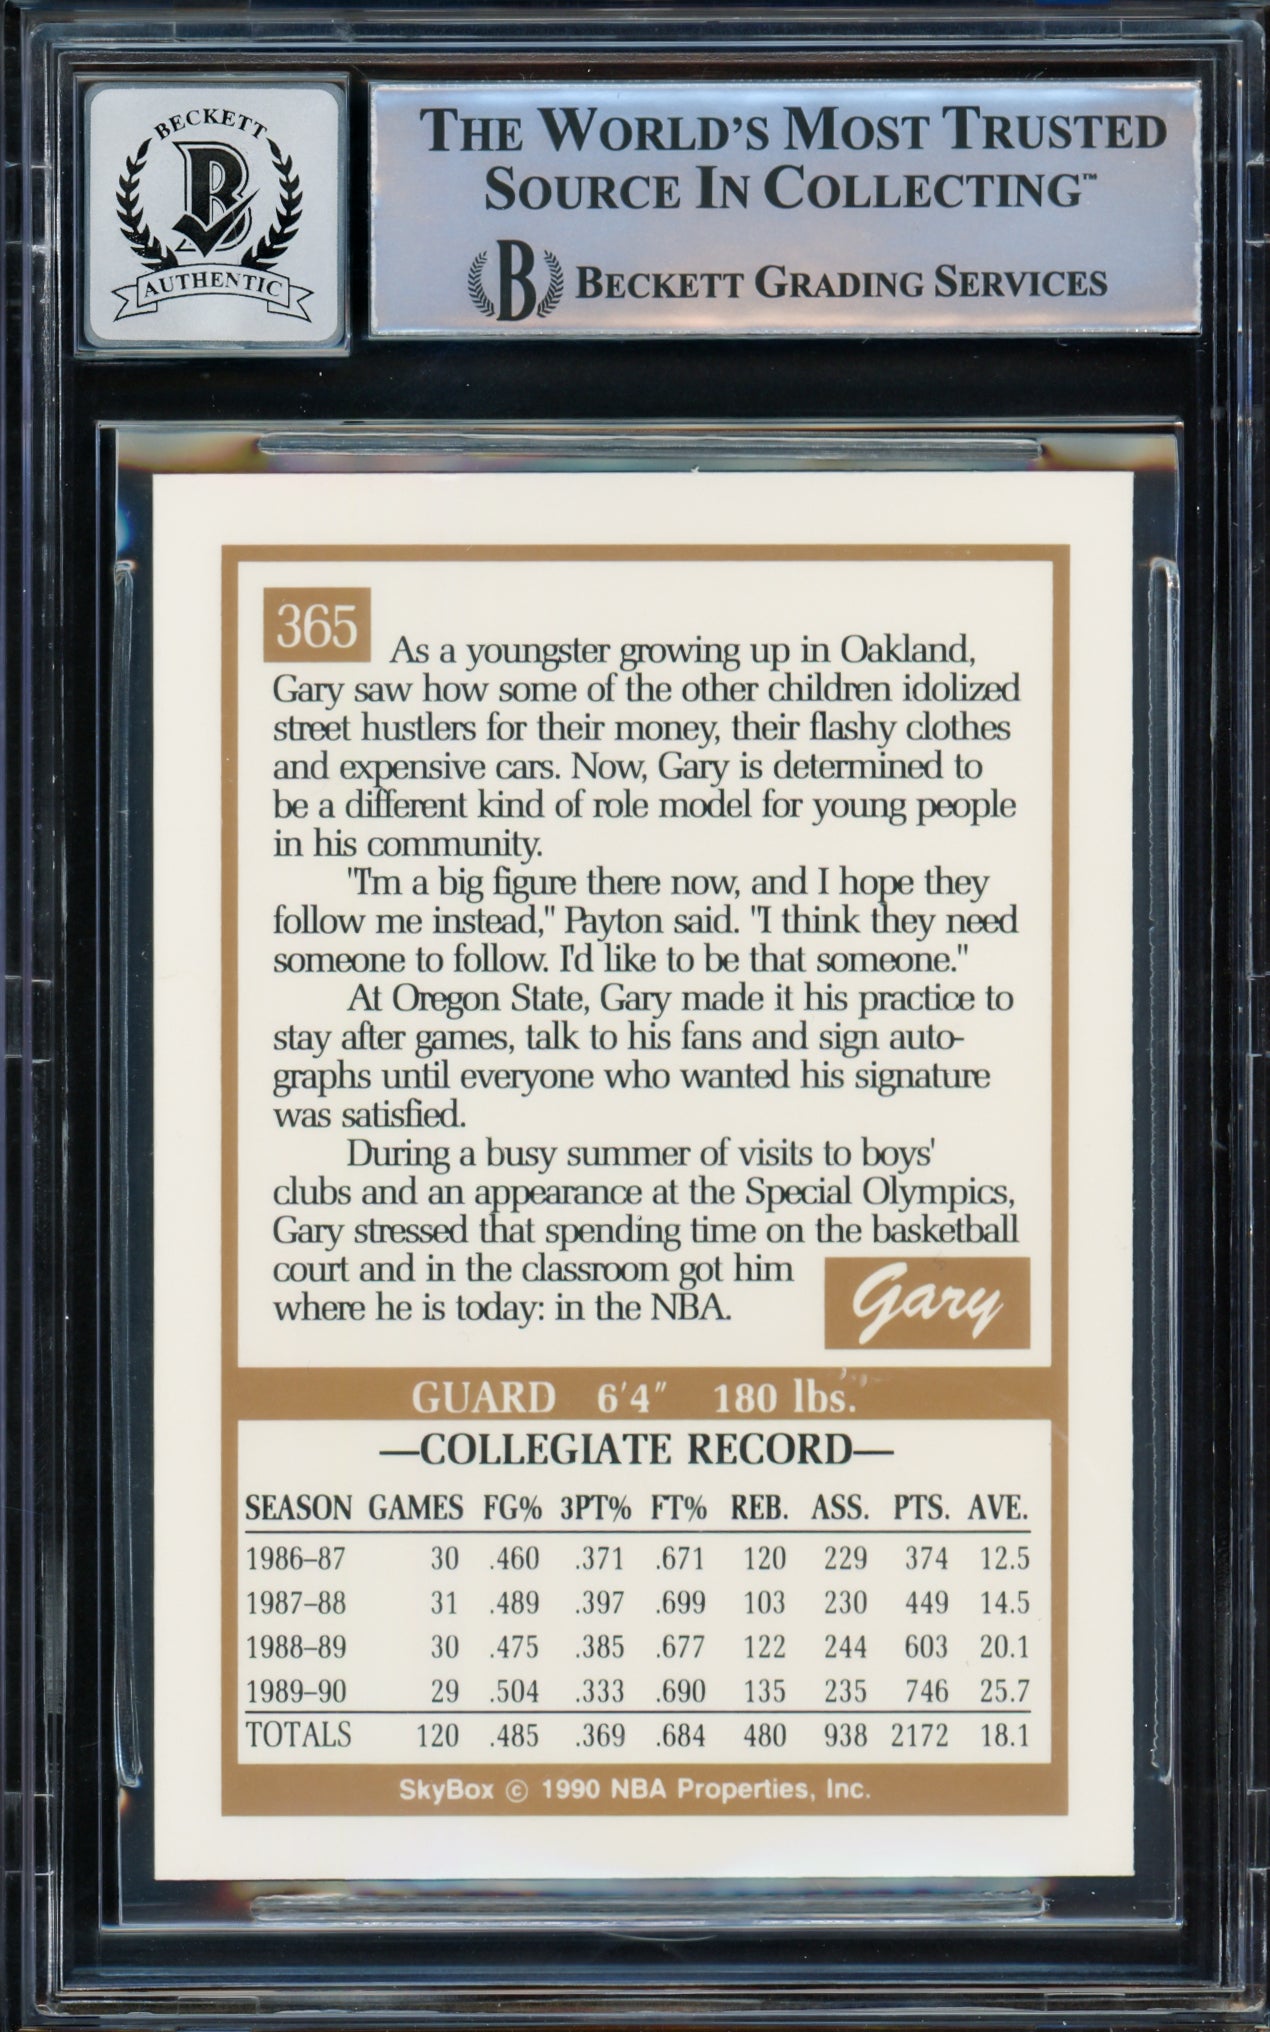 BECKETT
B
AUTHENTIC
THE WORLD'S MOST TRUSTED
SOURCE IN COLLECTING™
B BECKETT GRADING SERVICES
365
As a youngster growing up in Oakland,
Gary saw how some of the other children idolized
street hustlers for their money, their flashy clothes
and expensive cars. Now, Gary is determined to
be a different kind of role model for young people
in his community.
"I'm a big figure there now, and I hope they
follow me instead," Payton said. "I think they need
someone to follow. I'd like to be that someone."
At Oregon State, Gary made it his practice to
stay after games, talk to his fans and sign auto-
graphs until everyone who wanted his signature
was satisfied.
During a busy summer of visits to boys'
clubs and an appearance at the Special Olympics,
Gary stressed that spending time on the basketball
court and in the classroom got him
where he is today: in the NBA.
Gary
GUARD 6'4" 180 lbs.
—COLLEGIATE RECORD—
SEASON GAMES FG% 3PT% FT% REB. ASS. PTS. AVE.
1986–87 30 .460 .371 .671 120 229 374 12.5
1987–88 31 .489 .397 .699 103 230 449 14.5
1988–89 30 .475 .385 .677 122 244 603 20.1
1989–90 29 .504 .333 .690 135 235 746 25.7
TOTALS 120 .485 .369 .684 480 938 2172 18.1
SkyBox © 1990 NBA Properties, Inc.